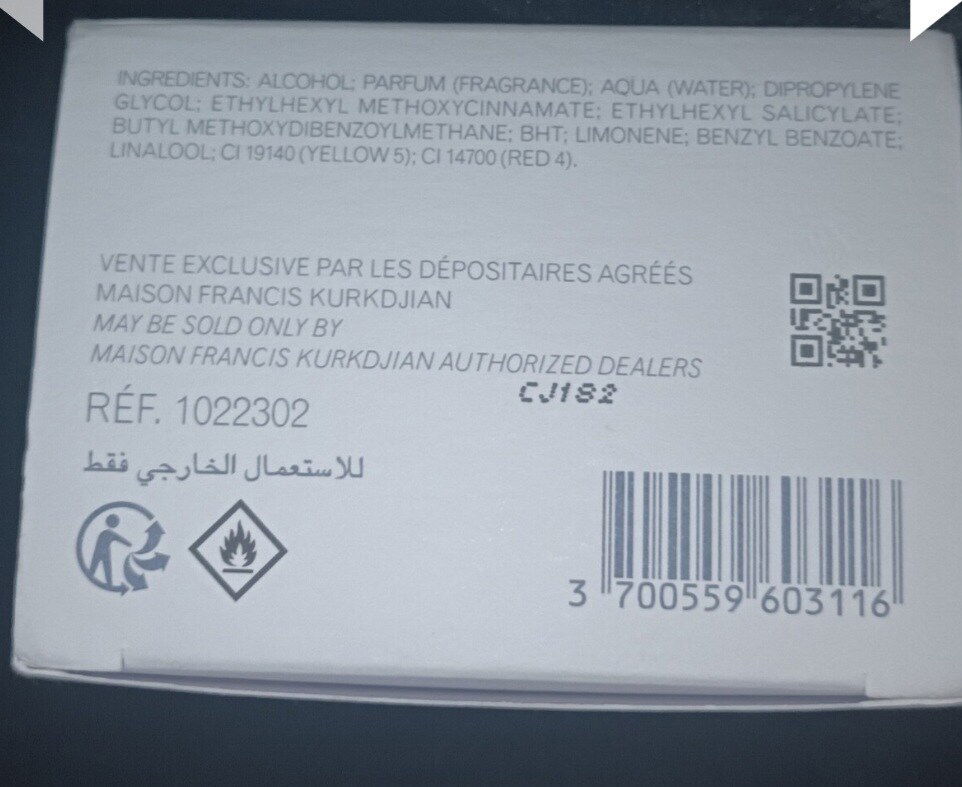 INGREDIENTS: ALCOHOL; PARFUM (FRAGRANCE); AQUA (WATER); DIPROPYLENE
GLYCOL; ETHYLHEXYL METHOXYCINNAMATE; ETHYLHEXYL SALICYLATE;
BUTYL METHOXYDIBENZOYLMETHANE; BHT; LIMONENE; BENZYL BENZOATE;
LINALOOL; CI 19140 (YELLOW 5); CI 14700 (RED 4).
VENTE EXCLUSIVE PAR LES DÉPOSITAIRES AGRÉÉS
MAISON FRANCIS KURKDJIAN
MAY BE SOLD ONLY BY
MAISON FRANCIS KURKDJIAN AUTHORIZED DEALERS
CJ182
RÉF. 1022302
للاستعمال الخارجي فقط
3 700559 603116